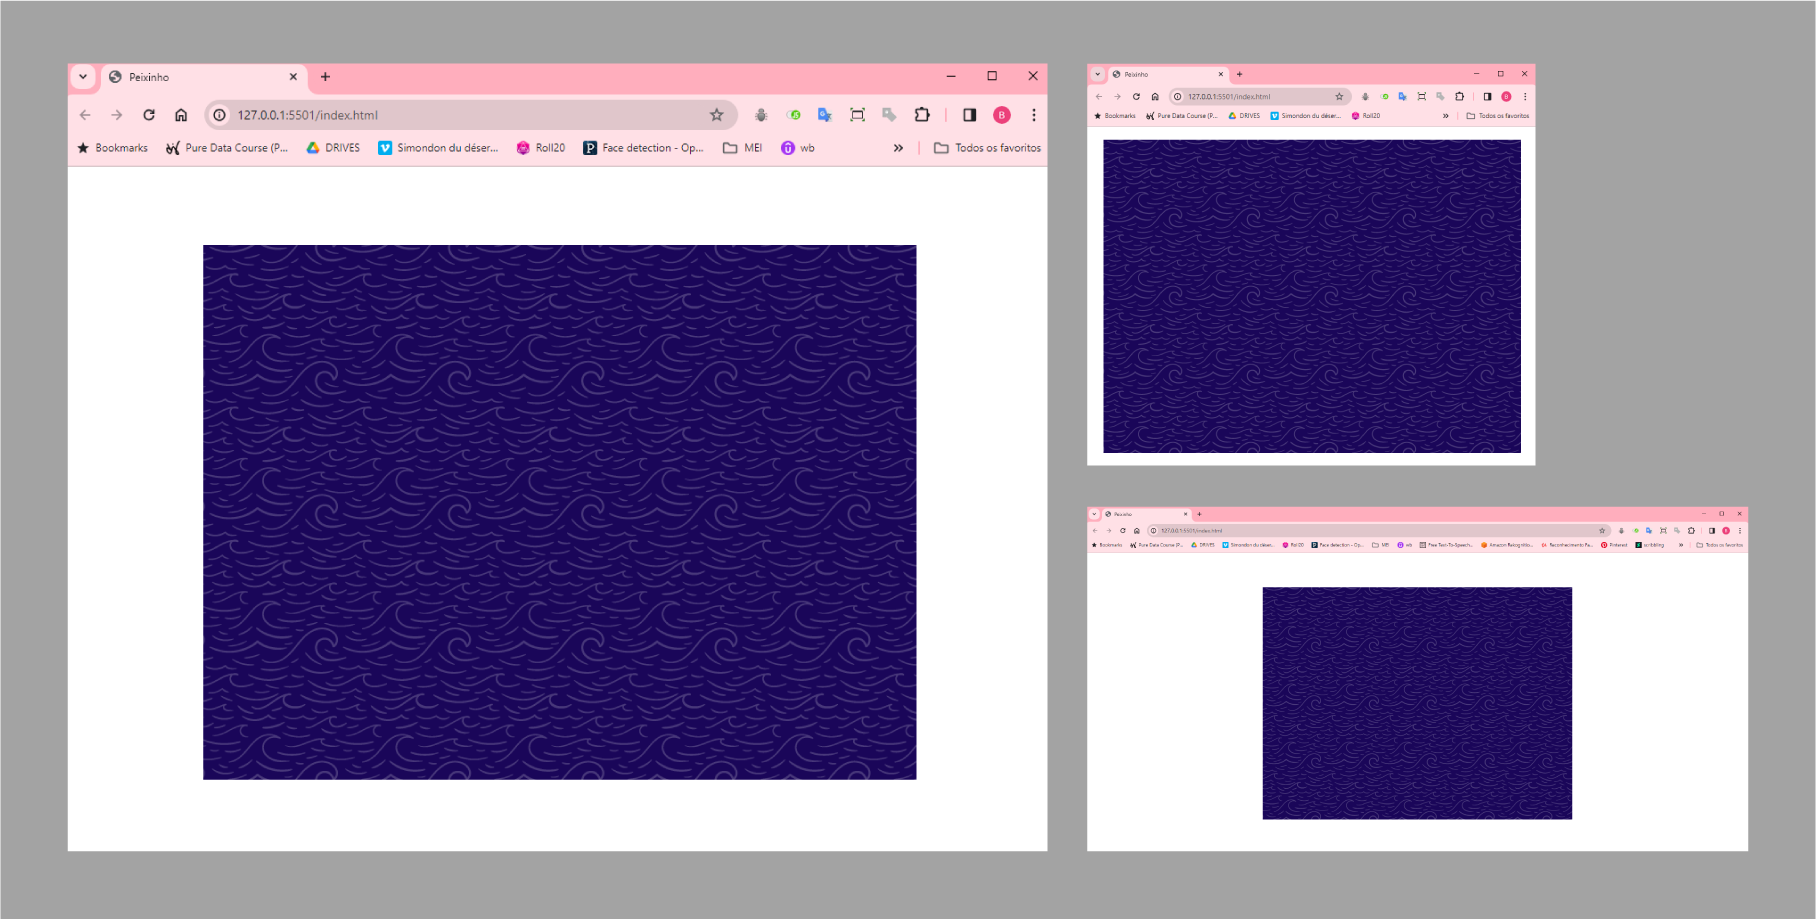 Peixinho
127.0.0.1:5501/index.html
B
Bookmarks Pure Data Course (P... DRIVES Simondon du déser... Roll20 Face detection - Op... MEI wb » Todos os favoritos
Peixinho
127.0.0.1:5501/index.html
B
Bookmarks Pure Data Course (P... DRIVES Simondon du déser... Roll20 » Todos os favoritos
Peixinho
127.0.0.1:5501/index.html
Bookmarks Pure Data Course (P... DRIVES Simondon du déser... Roll20 Face detection - Op... MEI wb Free Text-To-Speech... Amazon Rekognitio... Reconhecimento Fa... Pinterest scribbling » Todos os favoritos